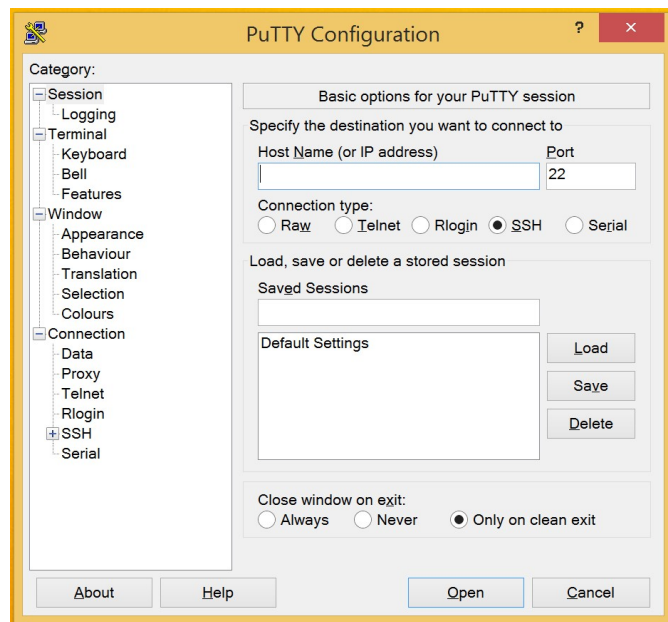 PuTTY Configuration
?
Category:
Session
Logging
Terminal
Keyboard
Bell
Features
Window
Appearance
Behaviour
Translation
Selection
Colours
Connection
Data
Proxy
Telnet
Rlogin
SSH
Serial
Basic options for your PuTTY session
Specify the destination you want to connect to
Host Name (or IP address) Port
22
Connection type:
Raw Telnet Rlogin SSH Serial
Load, save or delete a stored session
Saved Sessions
Default Settings
Load
Save
Delete
Close window on exit:
Always Never Only on clean exit
About Help Open Cancel